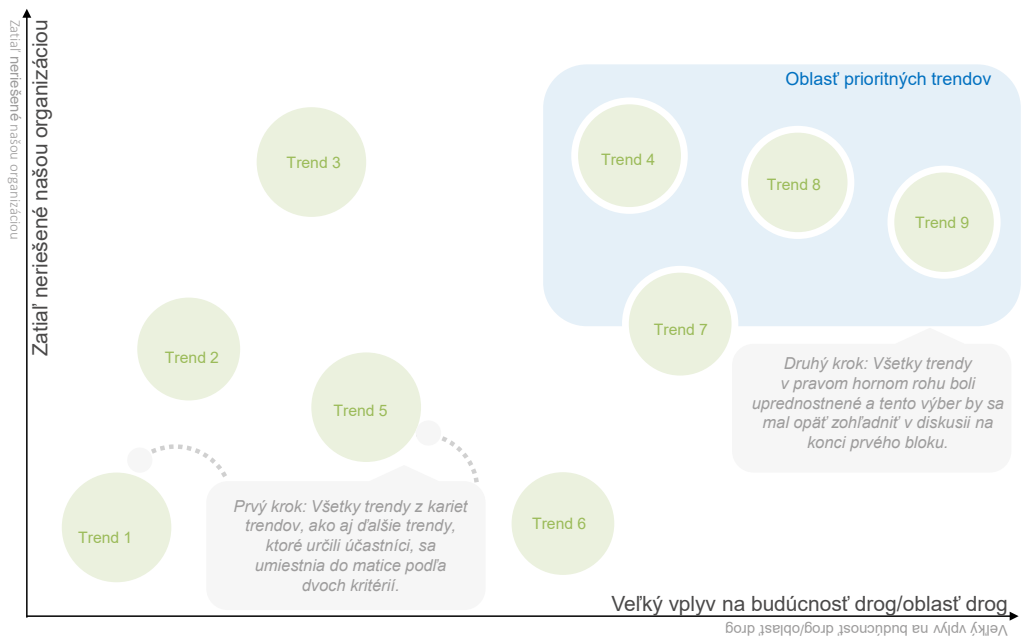 Zatiaľ neriešené našou organizáciou
Zatiaľ neriešené našou organizáciou
Oblasť prioritných trendov
Trend 3
Trend 4
Trend 8
Trend 9
Trend 7
Trend 2
Trend 5
Druhý krok: Všetky trendy
v pravom hornom rohu boli
uprednostnené a tento výber by sa
mal opäť zohľadniť v diskusii na
konci prvého bloku.
Trend 1
Prvý krok: Všetky trendy z kariet
trendov, ako aj ďalšie trendy,
ktoré určili účastníci, sa
umiestnia do matice podľa
dvoch kritérií.
Trend 6
Veľký vplyv na budúcnosť drog/oblasť drog
Veľký vplyv na budúcnosť drog/oblasť drog